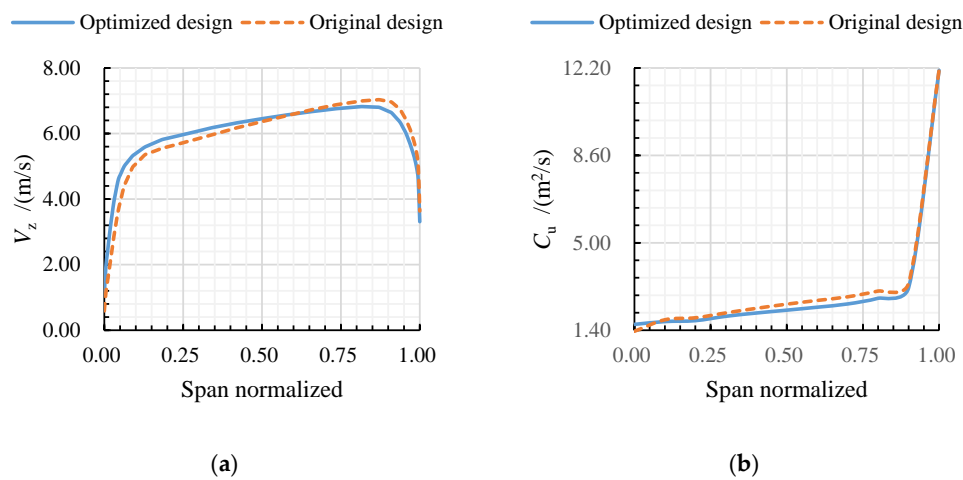 Optimized design Original design
8.00
6.00
4.00
2.00
0.00
V_z /(m/s)
0.00 0.25 0.50 0.75 1.00
Span normalized
(a)
Optimized design Original design
12.20
8.60
5.00
1.40
C_u /(m²/s)
0.00 0.25 0.50 0.75 1.00
Span normalized
(b)